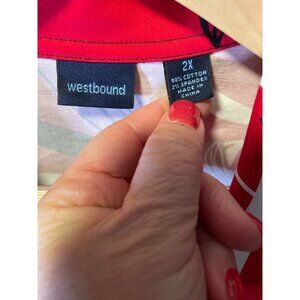 westbound
2X
98% COTTON
2% SPANDEX
MADE IN
CHINA